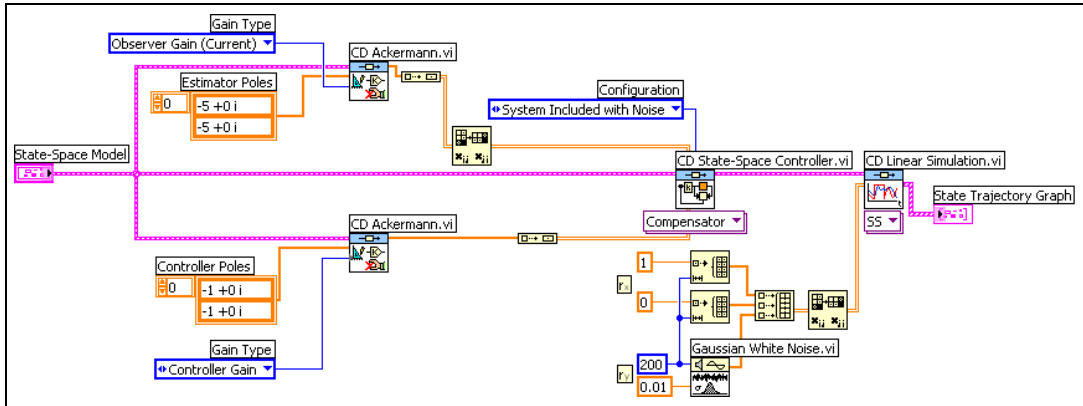 Gain Type
Observer Gain (Current)
CD Ackermann.vi
Estimator Poles
0
-5 +0 i
-5 +0 i
Configuration
System Included with Noise
State-Space Model
CD State-Space Controller.vi
CD Linear Simulation.vi
State Trajectory Graph
Compensator
SS
CD Ackermann.vi
Controller Poles
0
-1 +0 i
-1 +0 i
1
rx
0
Gain Type
Controller Gain
Gaussian White Noise.vi
200
ry
0.01